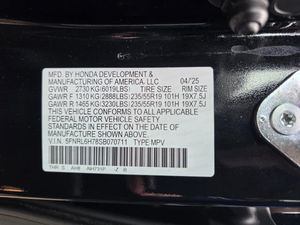 MFD. BY HONDA DEVELOPMENT &
MANUFACTURING OF AMERICA, LLC 04/25
GVWR 2730 KG(6019LBS) TIRE SIZE RIM SIZE
GAWR F 1310 KG(2888LBS) 235/55R19 101H 19X7.5J
GAWR R 1465 KG(3230LBS) 235/55R19 101H 19X7.5J
THIS VEHICLE CONFORMS TO ALL APPLICABLE
FEDERAL MOTOR VEHICLE SAFETY
STANDARDS IN EFFECT ON THE DATE OF
MANUFACTURE SHOWN ABOVE.
V.I.N. 5FNRL6H78SB070711 TYPE:MPV